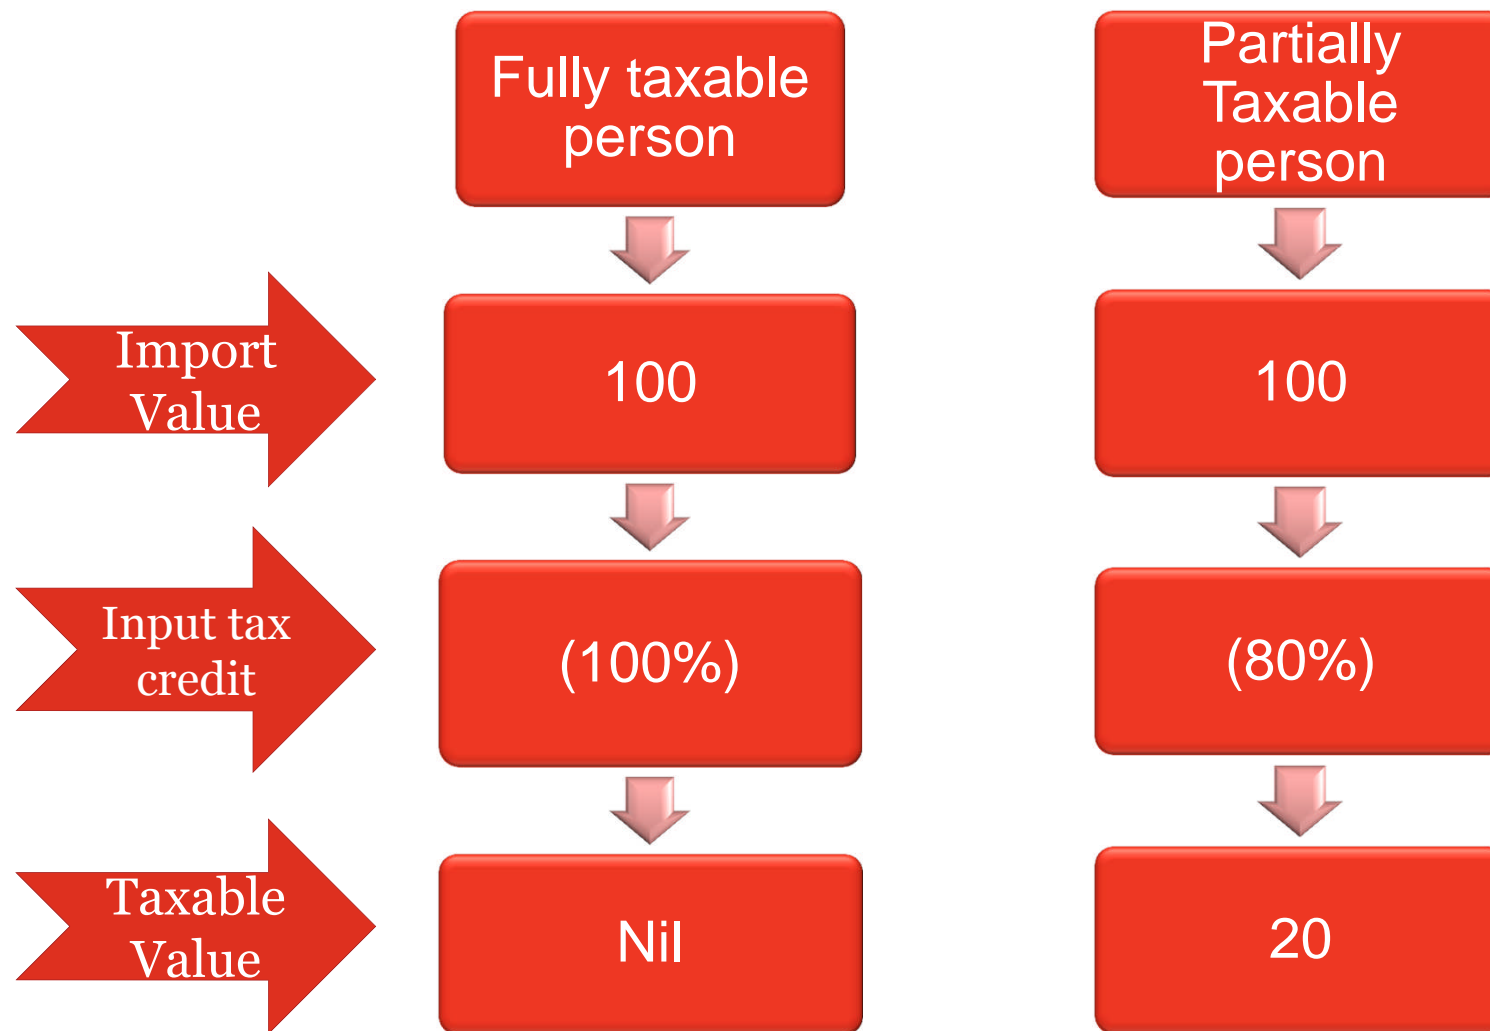 Fully taxable
person
Partially
Taxable
person
Import
Value
100
100
Input tax
credit
(100%)
(80%)
Taxable
Value
Nil
20